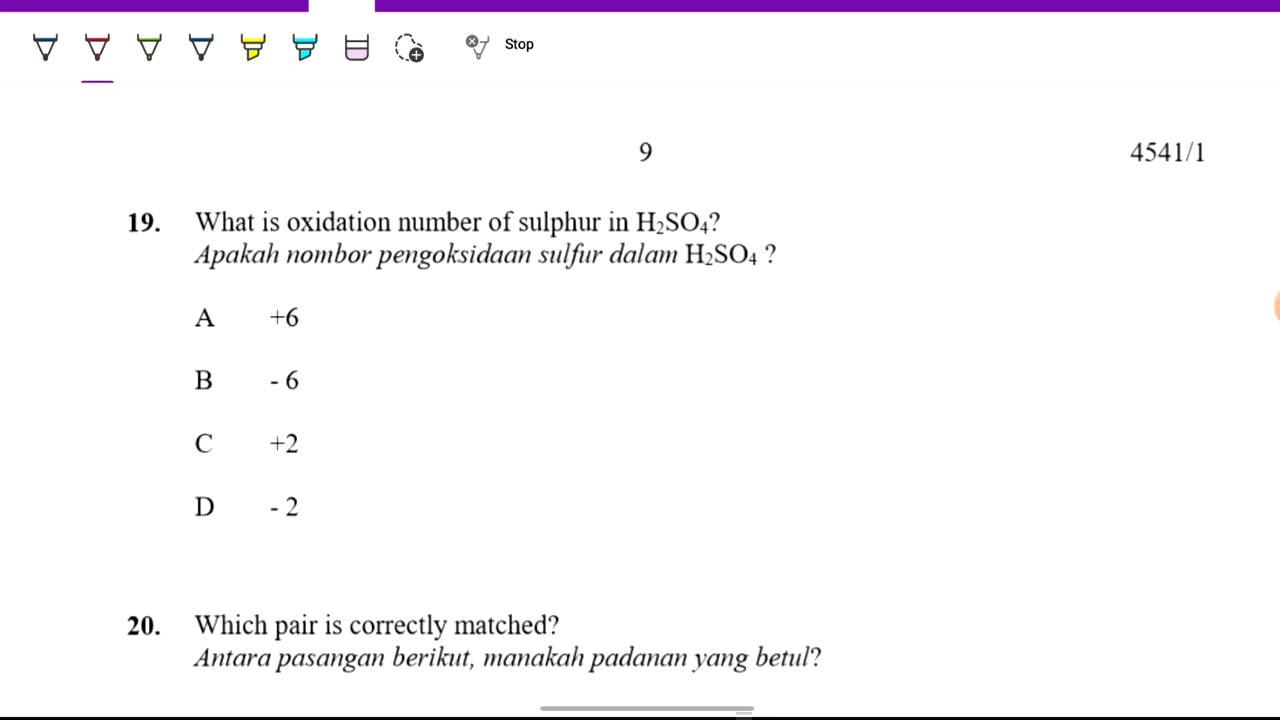 Stop
9 4541/1
19. What is oxidation number of sulphur in H₂SO₄?
Apakah nombor pengoksidaan sulfur dalam H₂SO₄ ?
A +6
B - 6
C +2
D - 2
20. Which pair is correctly matched?
Antara pasangan berikut, manakah padanan yang betul?